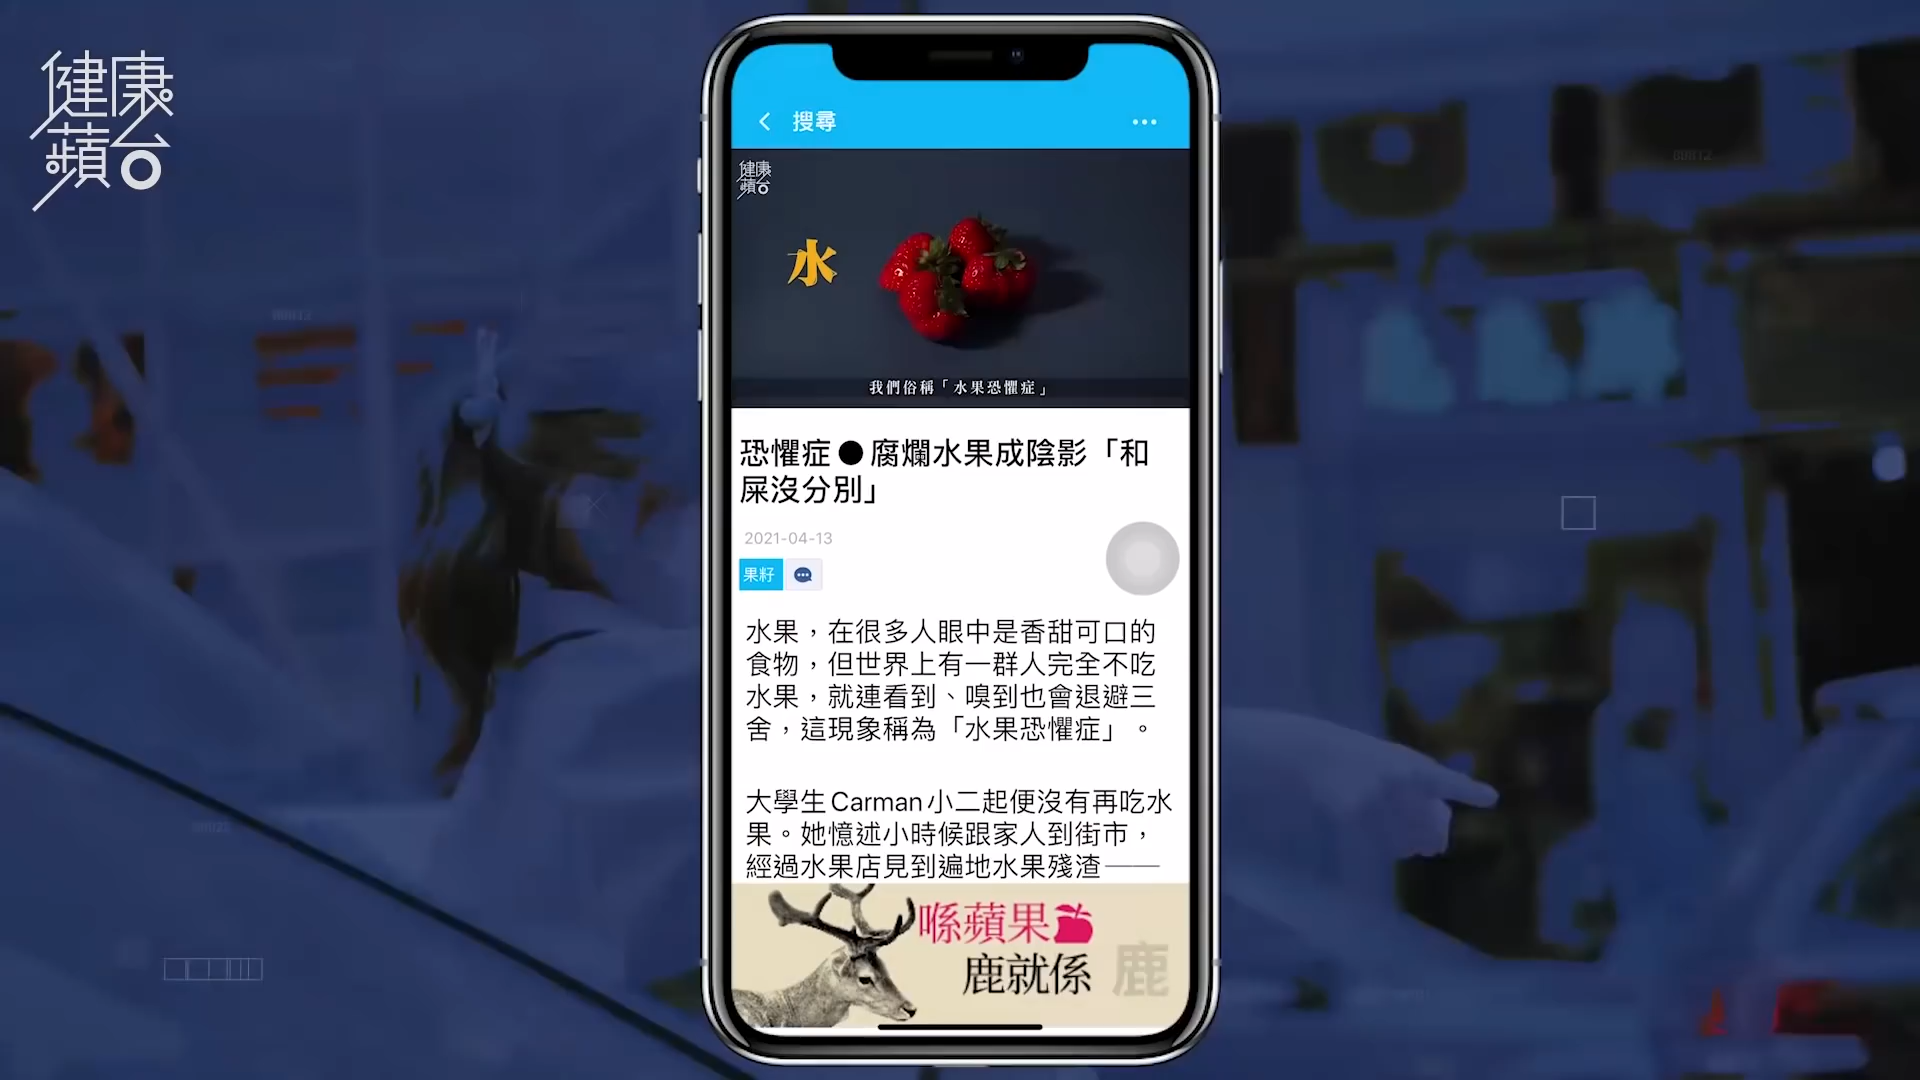 健康
蘋台
搜尋
健康
蘋台
水
我們俗稱「水果恐懼症」
恐懼症●腐爛水果成陰影「和
屎沒分別」
2021-04-13
果籽
水果，在很多人眼中是香甜可口的
食物，但世界上有一群人完全不吃
水果，就連看到、嗅到也會退避三
舍，這現象稱為「水果恐懼症」。
大學生Carman小二起便沒有再吃水
果。她憶述小時候跟家人到街市，
經過水果店見到遍地水果殘渣——
喺蘋果
鹿就係
鹿